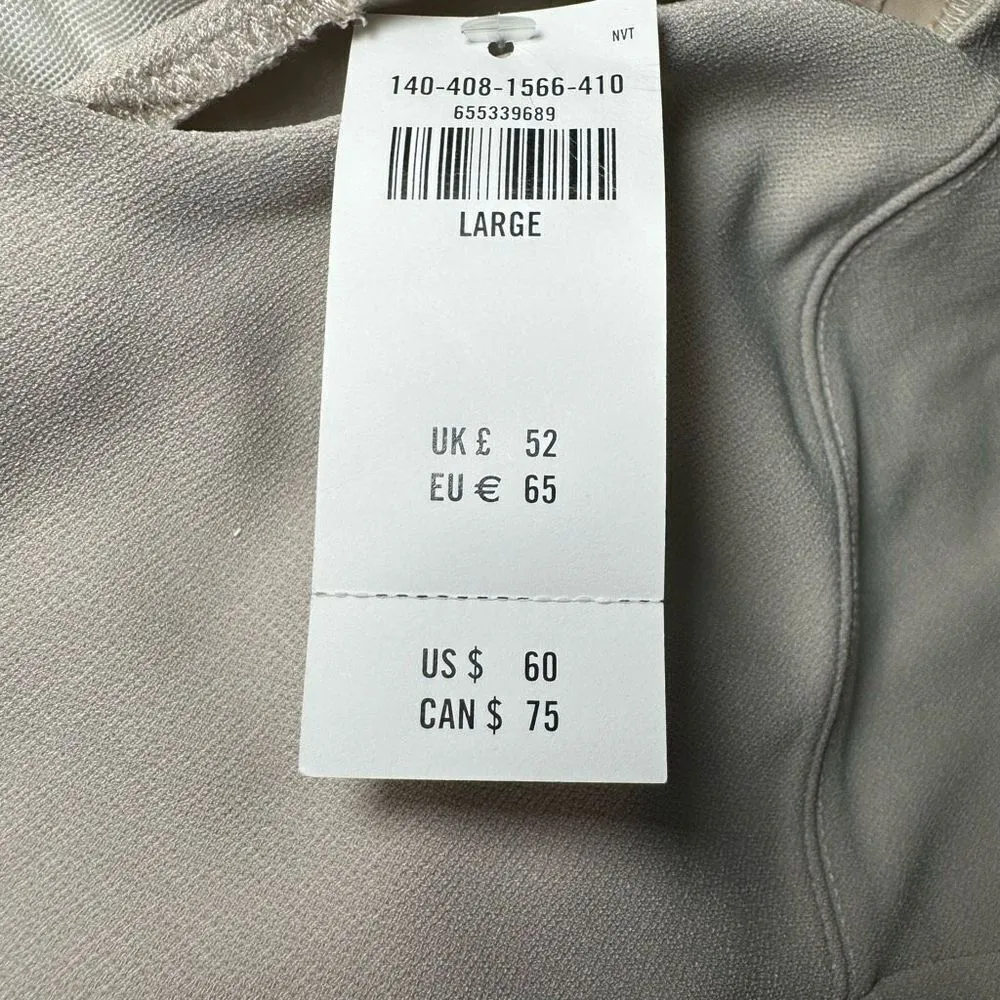 NVT
140-408-1566-410
655339689
LARGE
UK £ 52
EU € 65
US $ 60
CAN $ 75